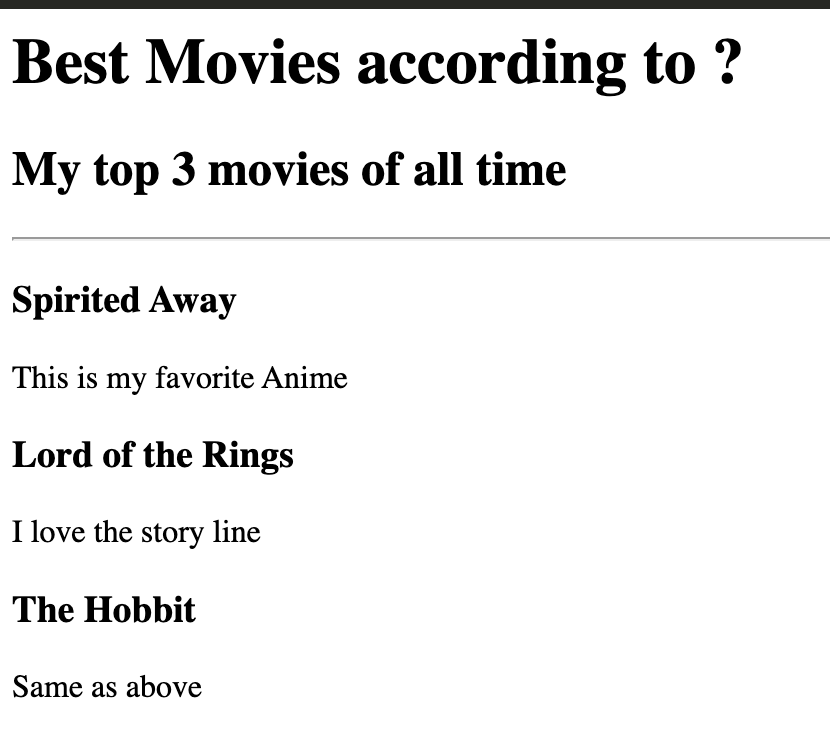 Best Movies according to ?
My top 3 movies of all time
Spirited Away
This is my favorite Anime
Lord of the Rings
I love the story line
The Hobbit
Same as above